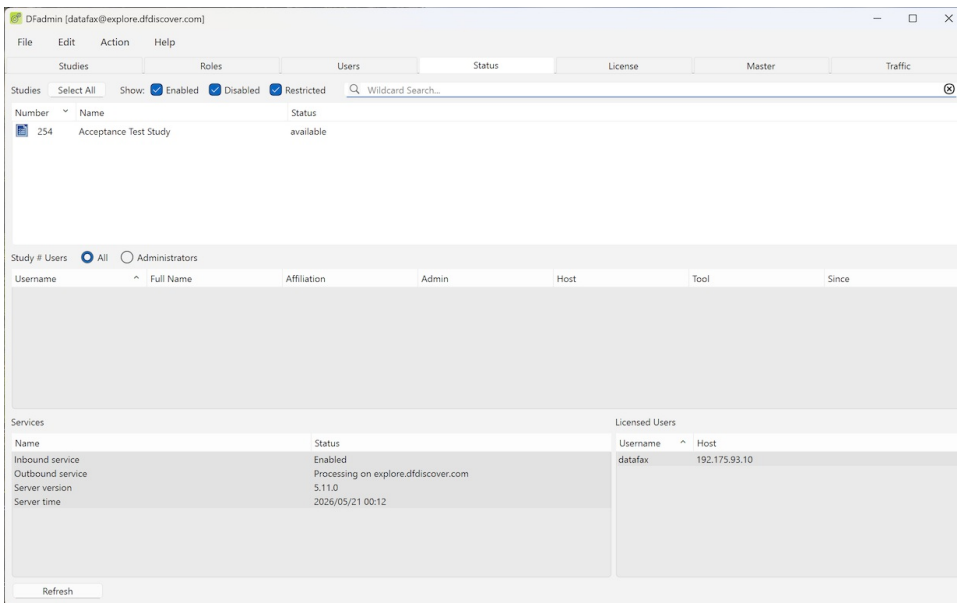 DFadmin [datafax@explore.dfdiscover.com]
File Edit Action Help
Studies Roles Users Status License Master Traffic
Studies Select All Show: Enabled Disabled Restricted Wildcard Search...
Number Name Status
254 Acceptance Test Study available
Study # Users All Administrators
Username Full Name Affiliation Admin Host Tool Since
Services Licensed Users
Name Status Username Host
Inbound service Enabled datafax 192.175.93.10
Outbound service Processing on explore.dfdiscover.com
Server version 5.11.0
Server time 2026/05/21 00:12
Refresh